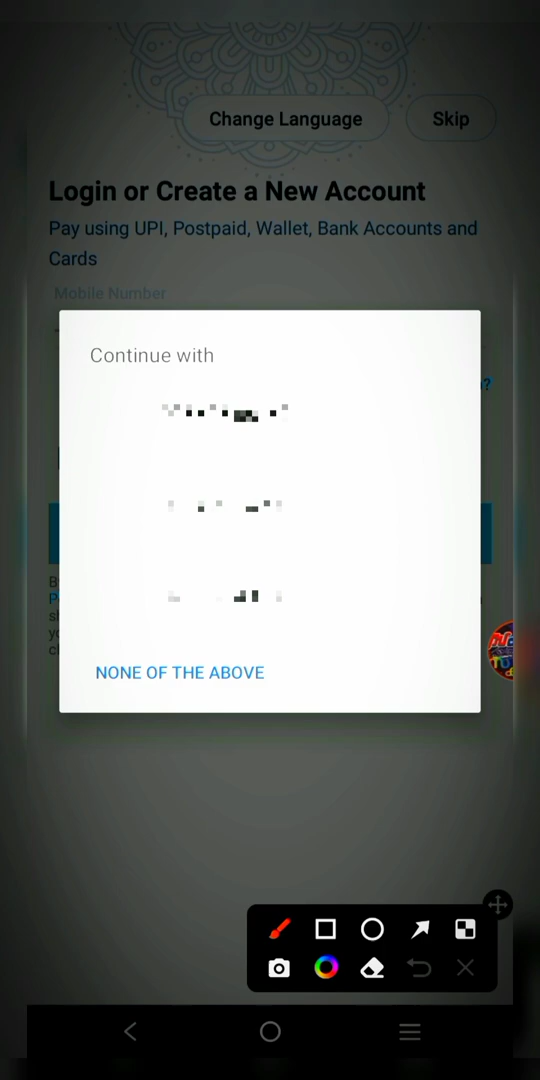 Change Language
Skip
Login or Create a New Account
Pay using UPI, Postpaid, Wallet, Bank Accounts and
Cards
Mobile Number
Continue with
NONE OF THE ABOVE